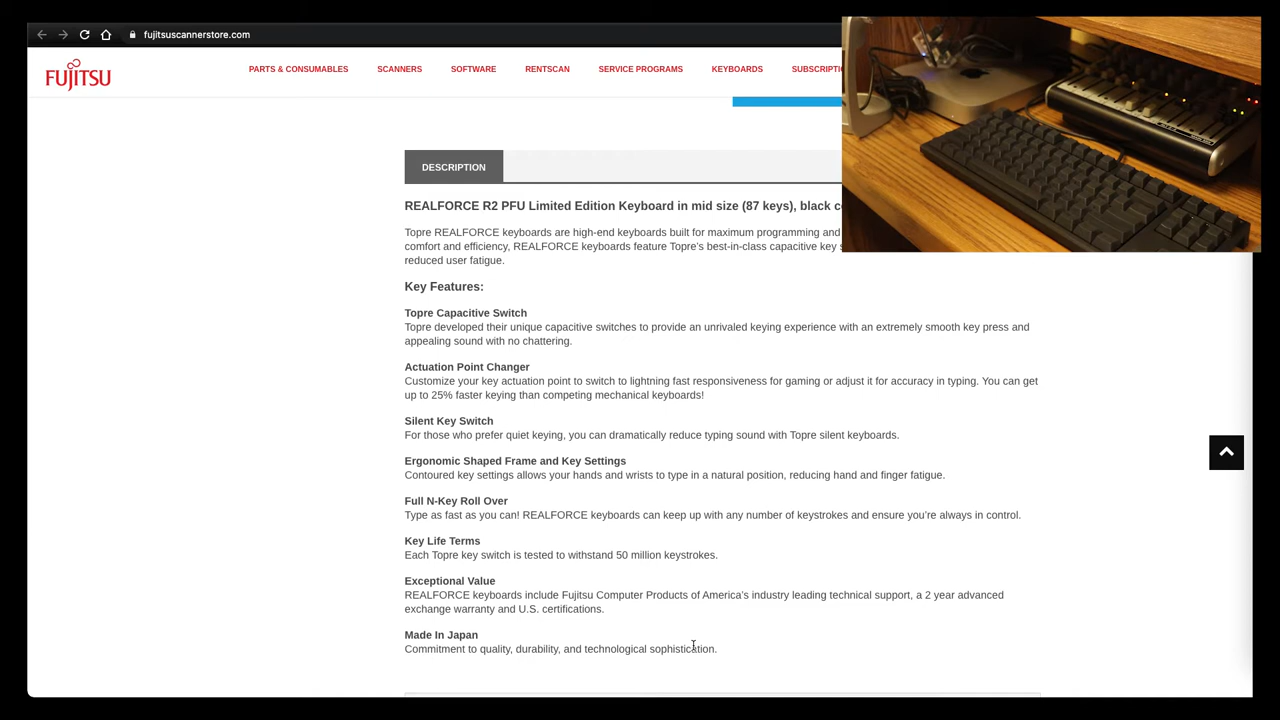 fujitsuscannerstore.com
FUJITSU
PARTS & CONSUMABLES SCANNERS SOFTWARE RENTSCAN SERVICE PROGRAMS KEYBOARDS
DESCRIPTION
REALFORCE R2 PFU Limited Edition Keyboard in mid size (87 keys), black
Topre REALFORCE keyboards are high-end keyboards built for maximum programming and
comfort and efficiency, REALFORCE keyboards feature Topre’s best-in-class capacitive key
reduced user fatigue.
Key Features:
Topre Capacitive Switch
Topre developed their unique capacitive switches to provide an unrivaled keying experience with an extremely smooth key press and
appealing sound with no chattering.
Actuation Point Changer
Customize your key actuation point to switch to lightning fast responsiveness for gaming or adjust it for accuracy in typing. You can get
up to 25% faster keying than competing mechanical keyboards!
Silent Key Switch
For those who prefer quiet keying, you can dramatically reduce typing sound with Topre silent keyboards.
Ergonomic Shaped Frame and Key Settings
Contoured key settings allows your hands and wrists to type in a natural position, reducing hand and finger fatigue.
Full N-Key Roll Over
Type as fast as you can! REALFORCE keyboards can keep up with any number of keystrokes and ensure you’re always in control.
Key Life Terms
Each Topre key switch is tested to withstand 50 million keystrokes.
Exceptional Value
REALFORCE keyboards include Fujitsu Computer Products of America’s industry leading technical support, a 2 year advanced
exchange warranty and U.S. certifications.
Made In Japan
Commitment to quality, durability, and technological sophistication.